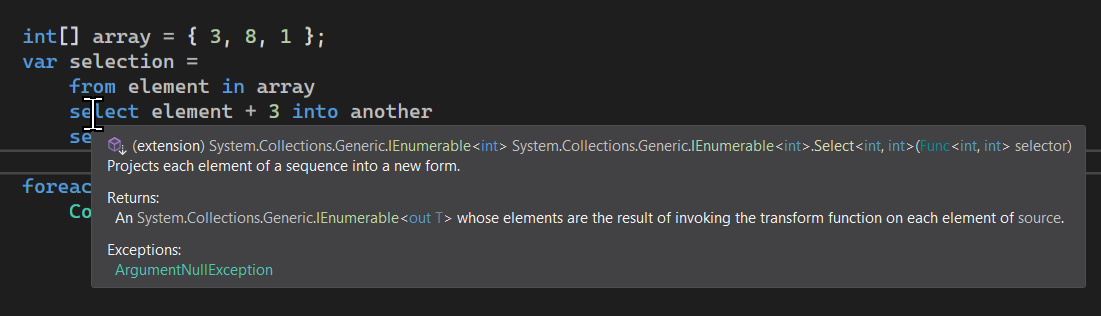 int[] array = { 3, 8, 1 };
var selection =
from element in array
select element + 3 into another
se
(extension) System.Collections.Generic.IEnumerable<int> System.Collections.Generic.IEnumerable<int>.Select<int, int>(Func<int, int> selector)
Projects each element of a sequence into a new form.
foreac
Returns:
Co
An System.Collections.Generic.IEnumerable<out T> whose elements are the result of invoking the transform function on each element of source.
Exceptions:
ArgumentNullException